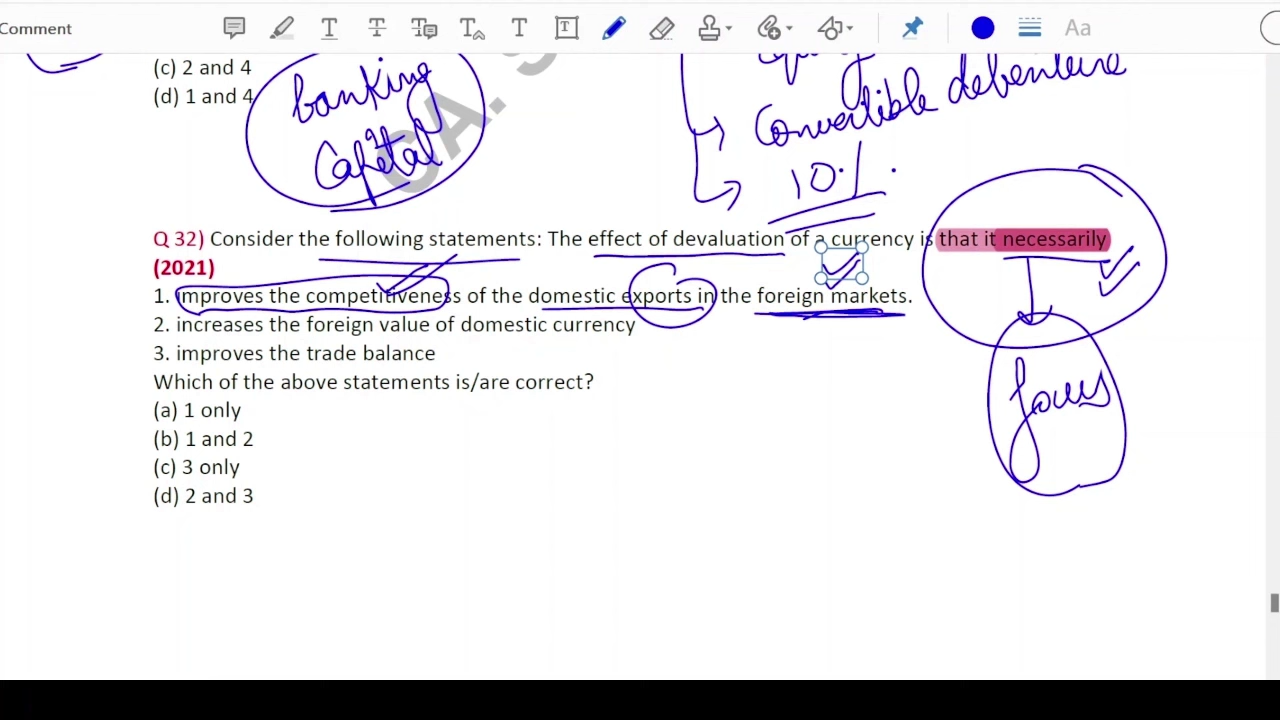 Comment
T T T T T T Aa
(c) 2 and 4
(d) 1 and 4
banking
Capital
CA.
Convertible debenture
10%
Q 32) Consider the following statements: The effect of devaluation of a currency is that it necessarily
(2021)
1. improves the competitiveness of the domestic exports in the foreign markets.
2. increases the foreign value of domestic currency
3. improves the trade balance
Which of the above statements is/are correct?
(a) 1 only
(b) 1 and 2
(c) 3 only
(d) 2 and 3
focus